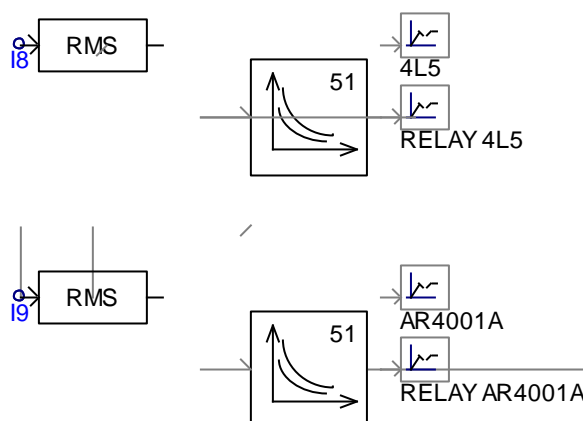 RMS
I8
51
4L5
RELAY 4L5
RMS
I9
51
AR4001A
RELAY AR4001A